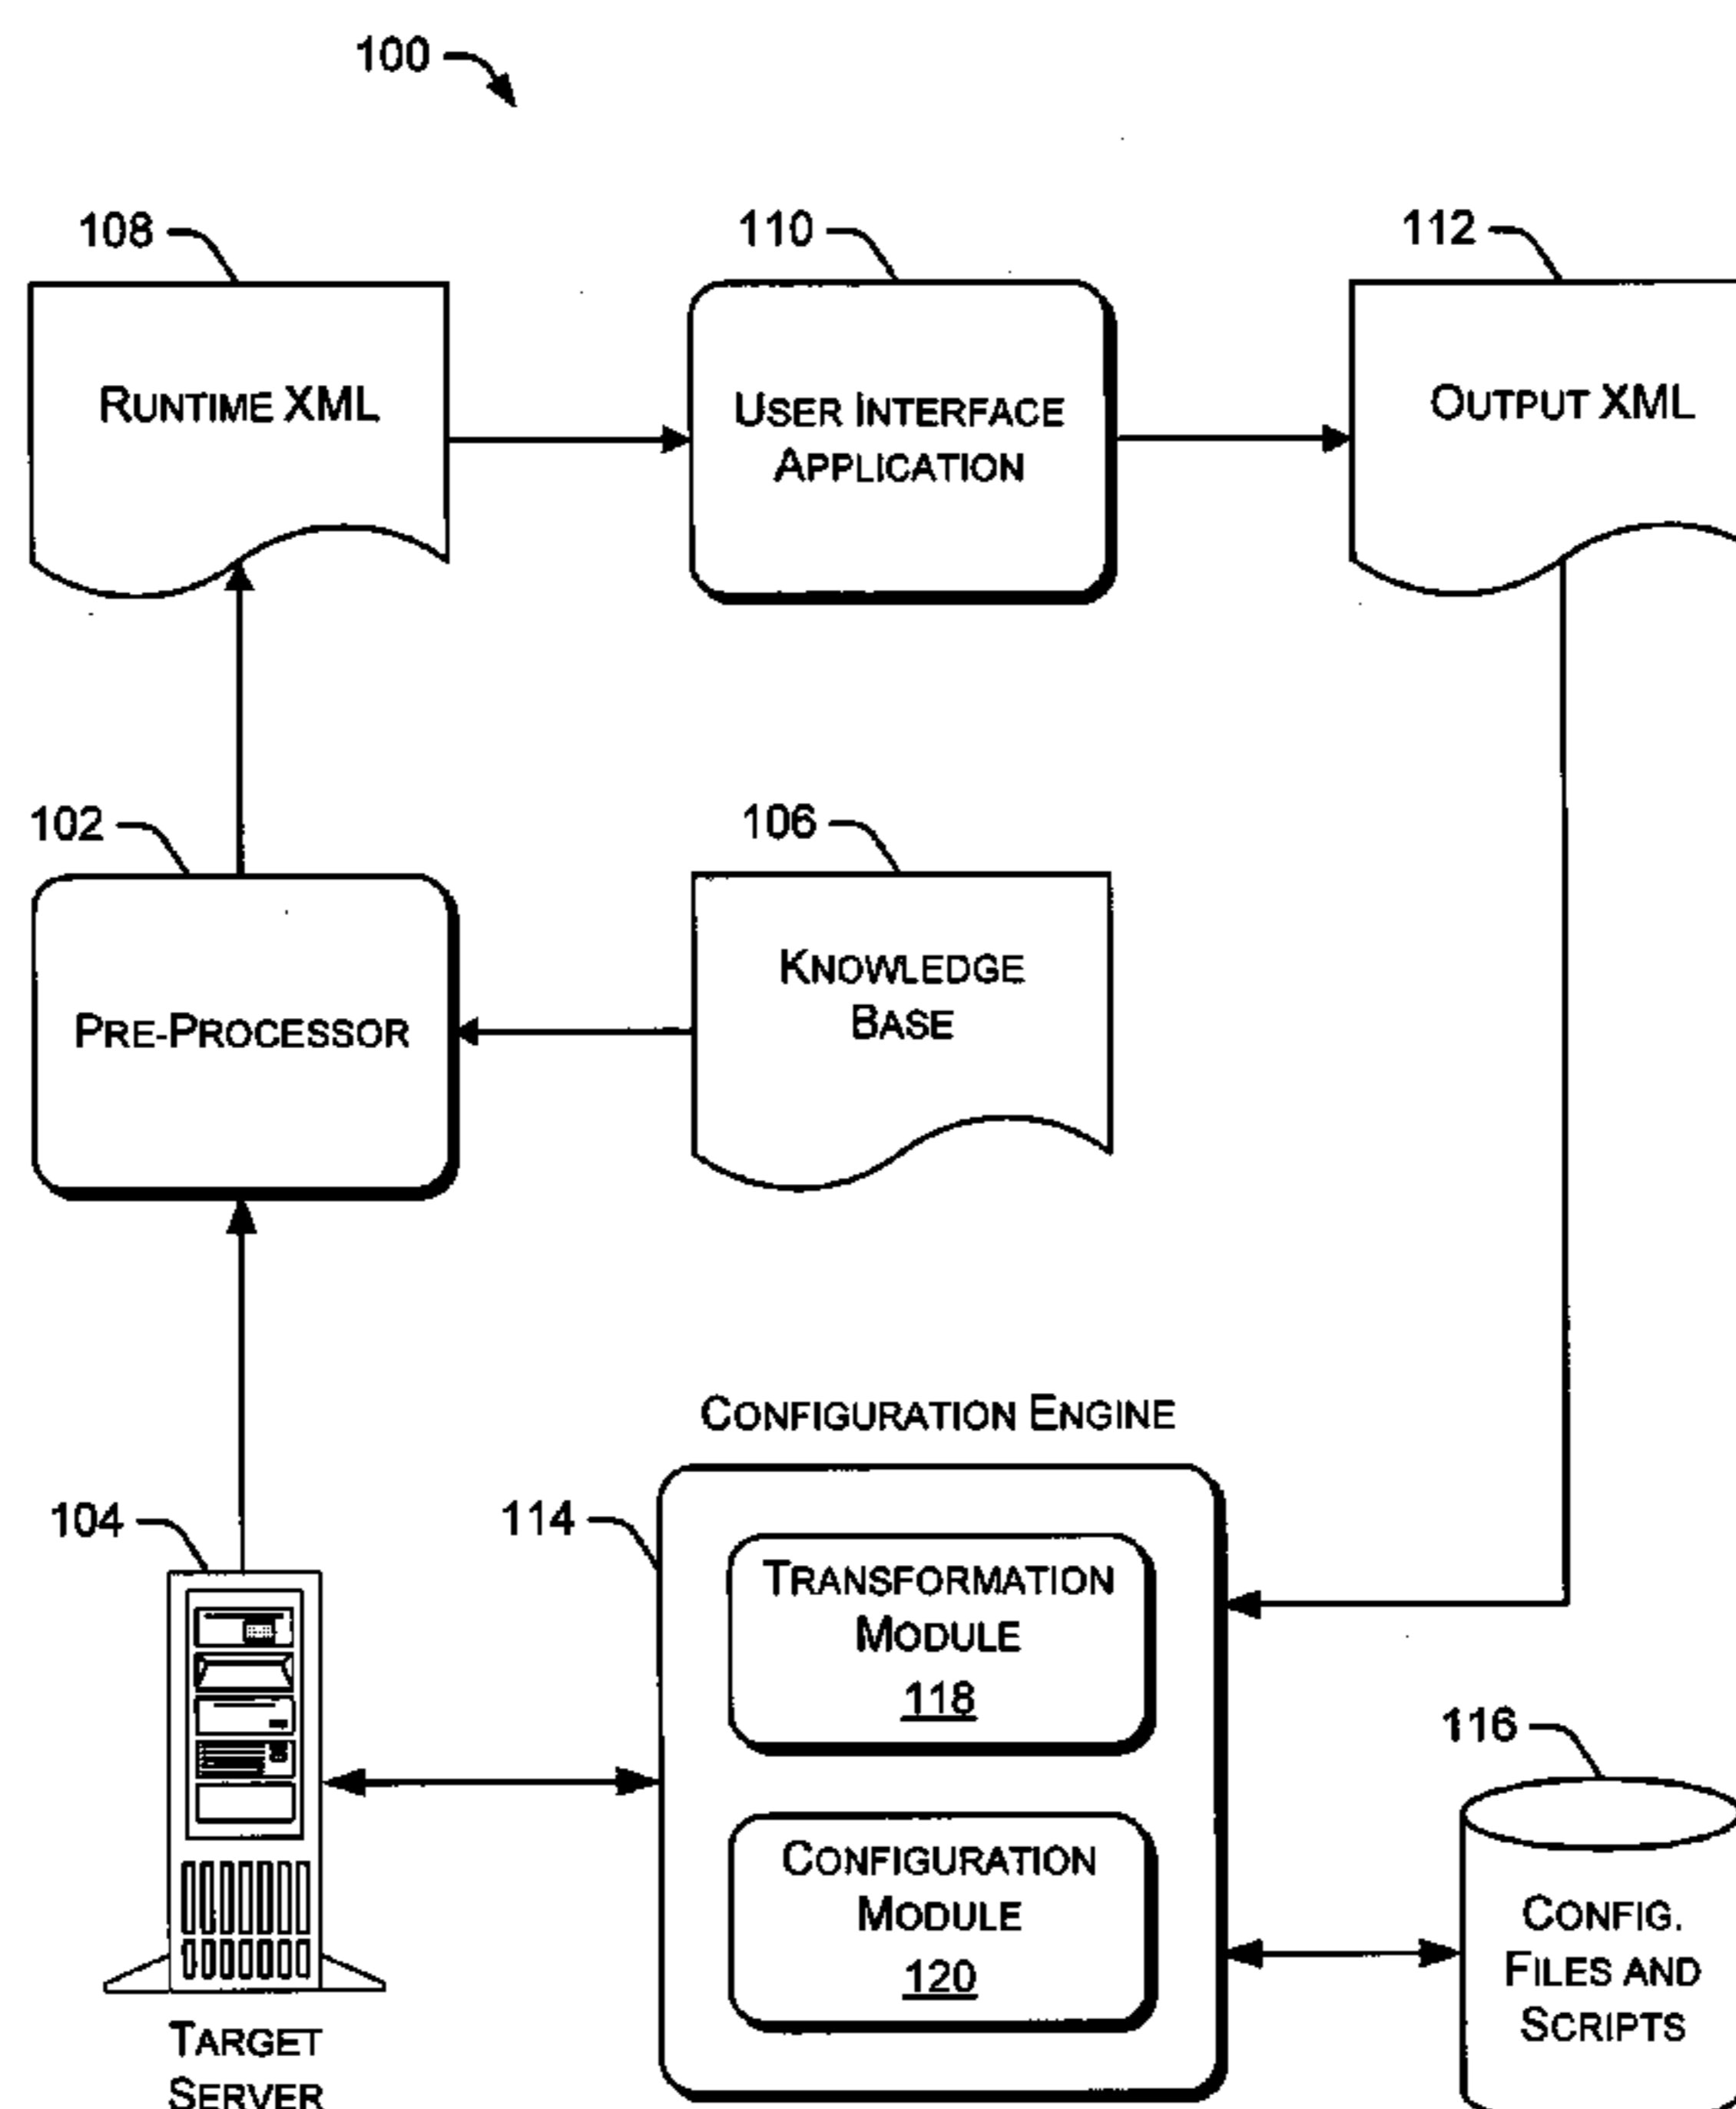 100
108
110
112
RUNTIME XML
USER INTERFACE
APPLICATION
OUTPUT XML
102
106
PRE-PROCESSOR
KNOWLEDGE
BASE
CONFIGURATION ENGINE
104
114
TRANSFORMATION
MODULE
118
116
CONFIGURATION
MODULE
120
CONFIG.
FILES AND
SCRIPTS
TARGET
SERVER